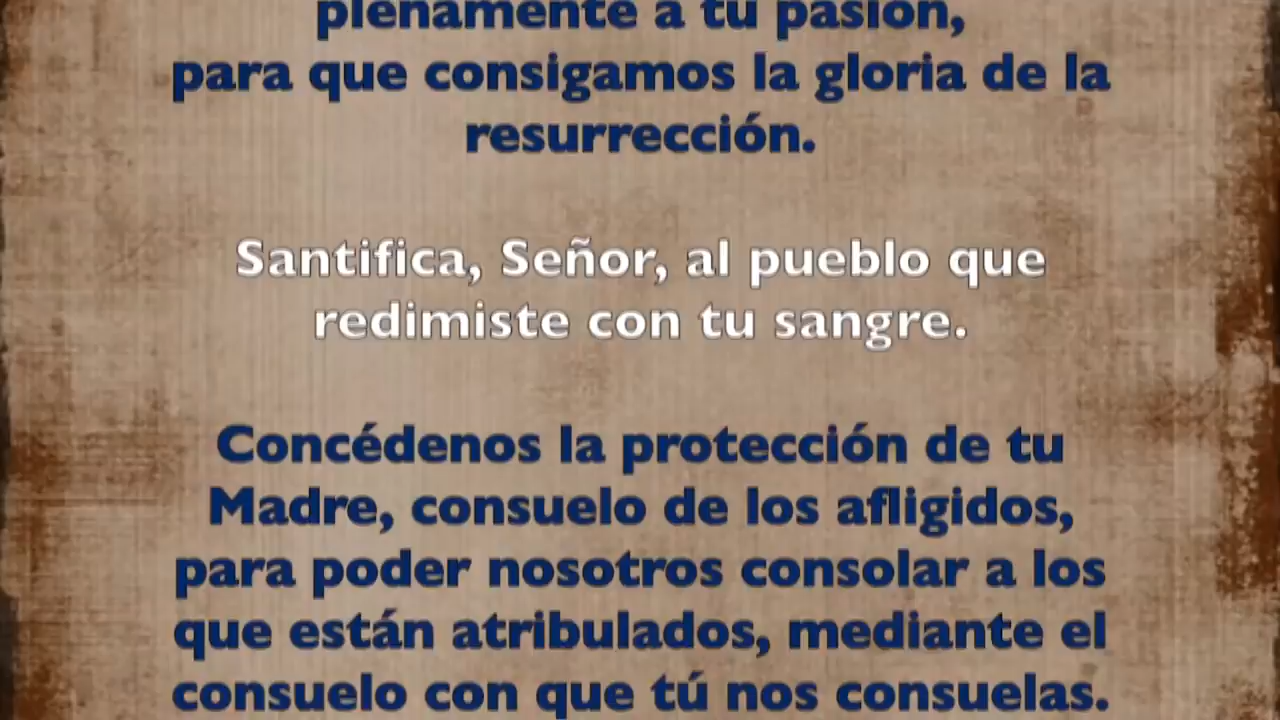 plenamente a tu pasión,
para que consigamos la gloria de la
resurrección.
Santifica, Señor, al pueblo que
redimiste con tu sangre.
Concédenos la protección de tu
Madre, consuelo de los afligidos,
para poder nosotros consolar a los
que están atribulados, mediante el
consuelo con que tú nos consuelas.